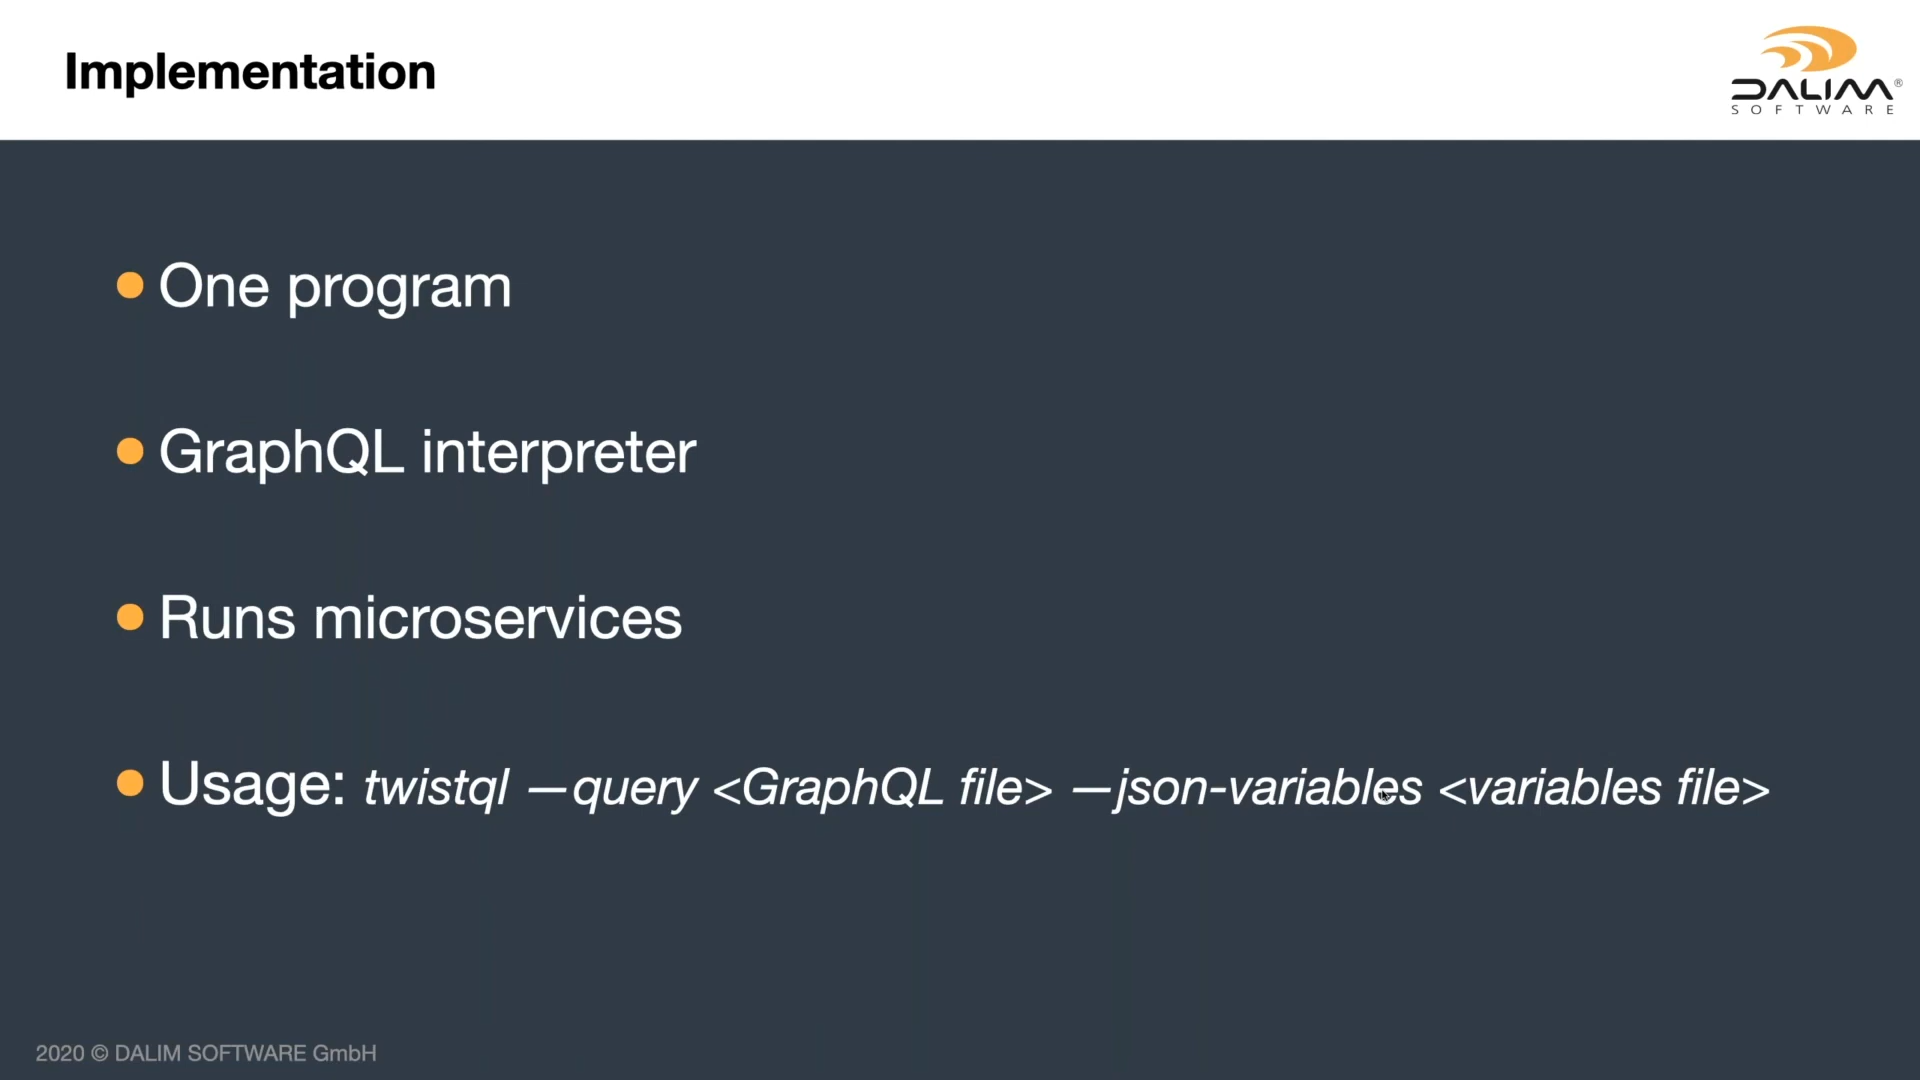 Implementation
DALIM®
SOFTWARE
One program
GraphQL interpreter
Runs microservices
Usage: twistql —query <GraphQL file> —json-variables <variables file>
2020 © DALIM SOFTWARE GmbH